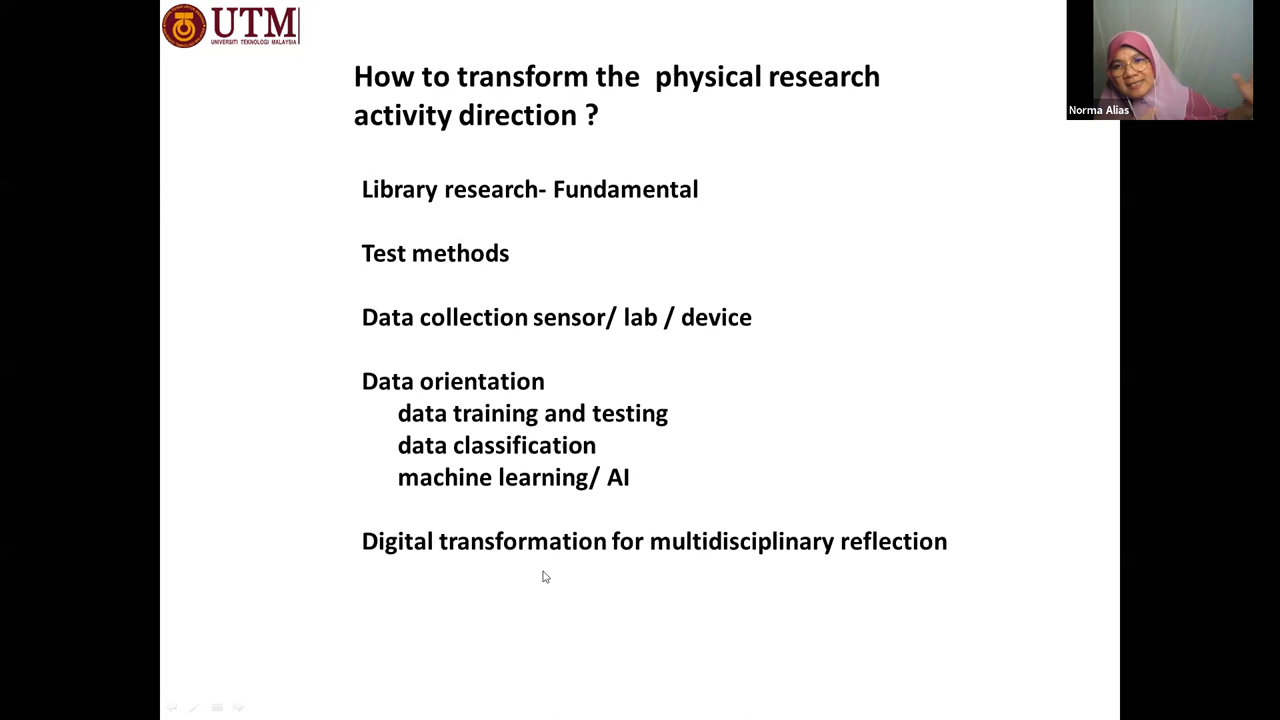 UTM
UNIVERSITI TEKNOLOGI MALAYSIA
How to transform the physical research
activity direction ?
Norma Alias
Library research- Fundamental
Test methods
Data collection sensor/ lab / device
Data orientation
data training and testing
data classification
machine learning/ AI
Digital transformation for multidisciplinary reflection